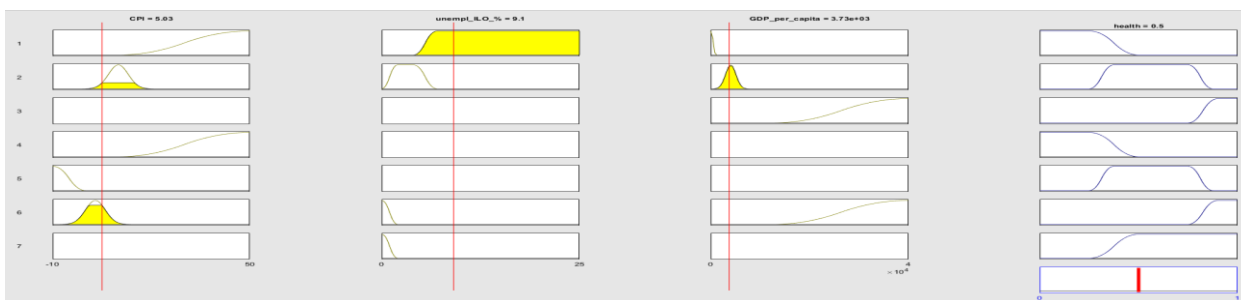 CPI = 5.03
unempl_ILO_% = 9.1
GDP_per_capita = 3.73e+03
health = 0.5
1
2
3
4
5
6
7
-10 50
0 25
0 4
0 1